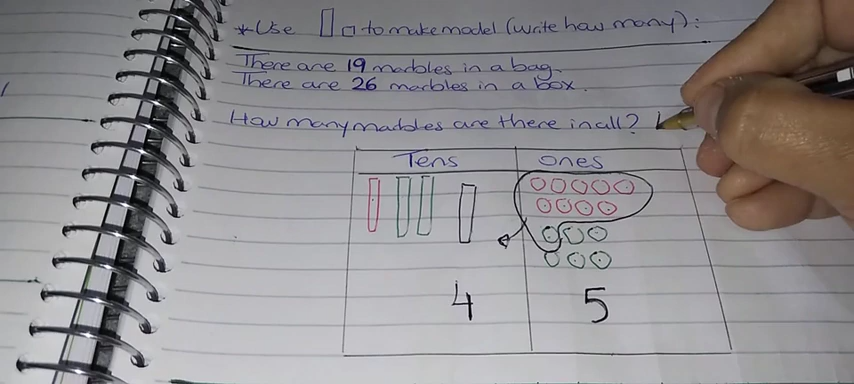 *Use to make model (write how many):
There are 19 marbles in a bag.
There are 26 marbles in a box.
How many marbles are there in all?
Tens ones
4 5